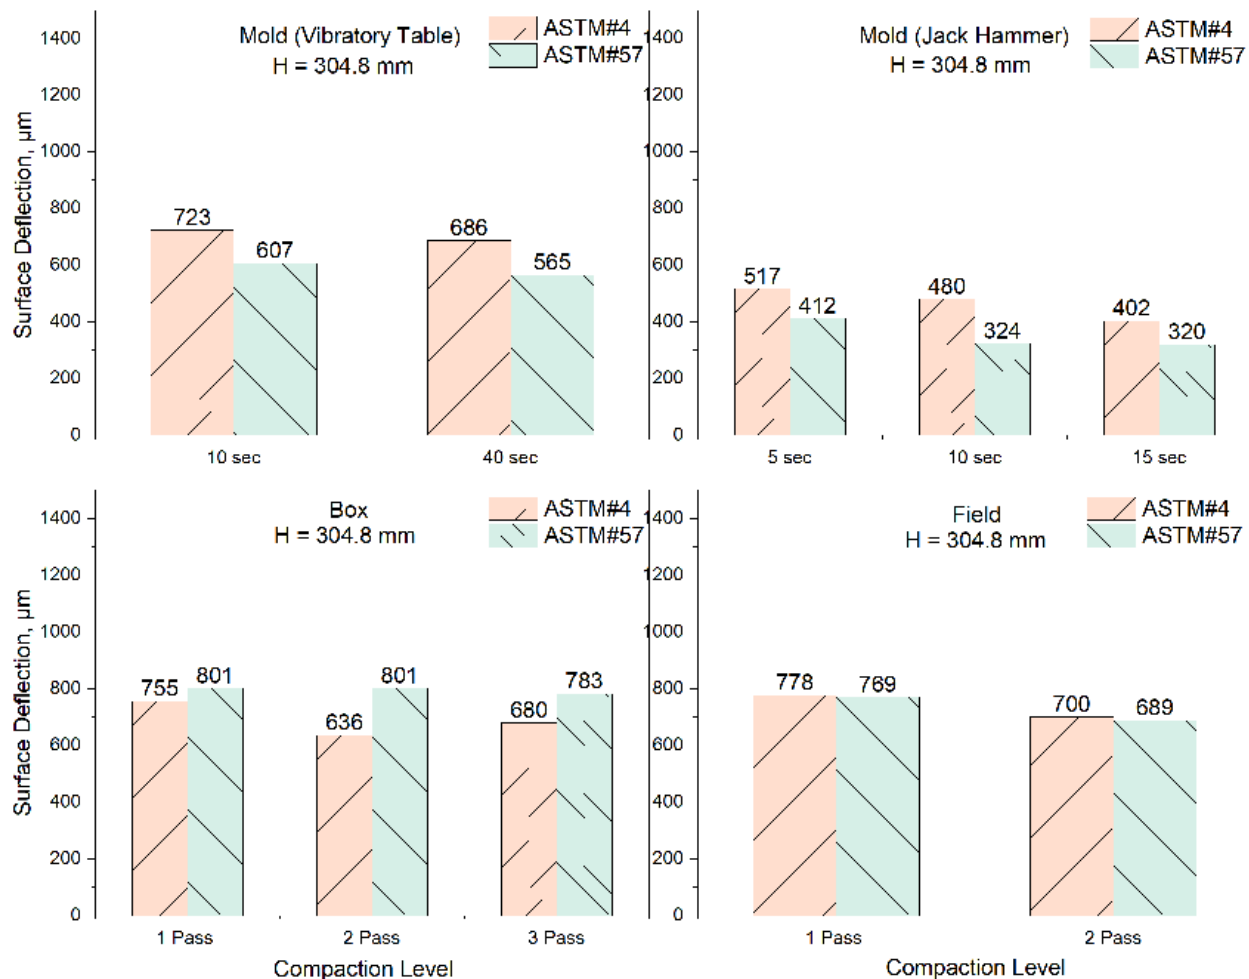 Mold (Vibratory Table)
H = 304.8 mm
ASTM#4
ASTM#57
Surface Deflection, µm
1400
1200
1000
800
600
400
200
0
723
607
686
565
10 sec
40 sec
Mold (Jack Hammer)
H = 304.8 mm
ASTM#4
ASTM#57
1400
1200
1000
800
600
400
200
0
517
412
480
324
402
320
5 sec
10 sec
15 sec
Box
H = 304.8 mm
ASTM#4
ASTM#57
Surface Deflection, µm
1400
1200
1000
800
600
400
200
0
755
801
636
801
680
783
1 Pass
2 Pass
3 Pass
Compaction Level
Field
H = 304.8 mm
ASTM#4
ASTM#57
1400
1200
1000
800
600
400
200
0
778
769
700
689
1 Pass
2 Pass
Compaction Level